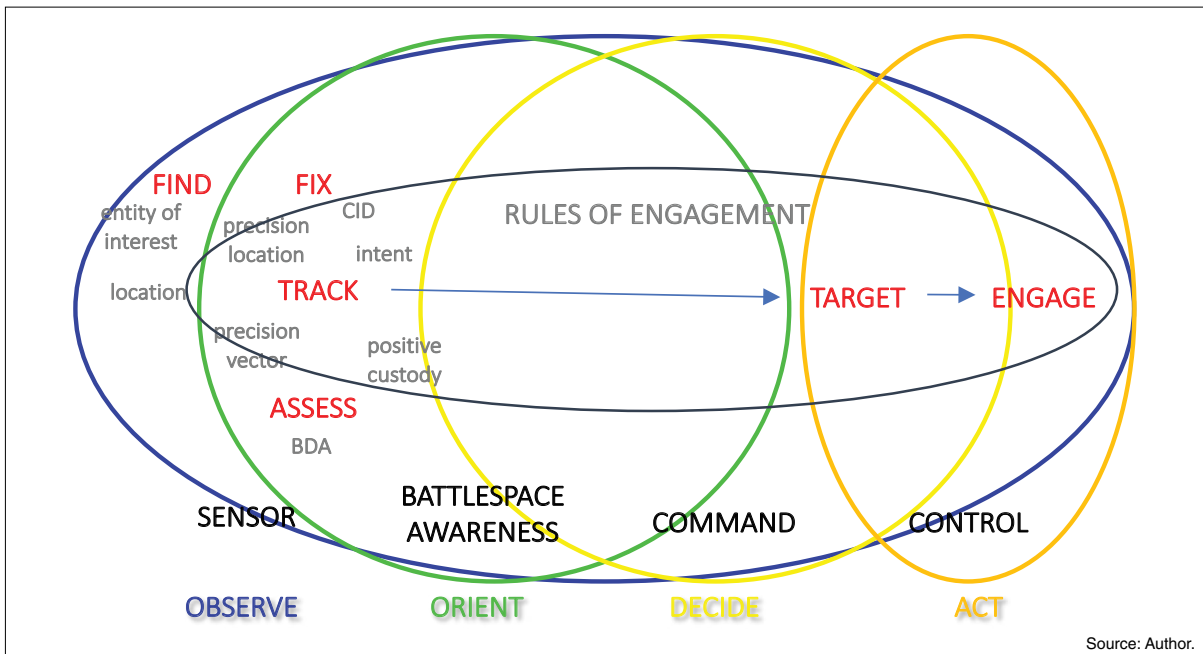 FIND
FIX
entity of
interest
CID
precision
location
intent
RULES OF ENGAGEMENT
location
TRACK
TARGET
ENGAGE
precision
vector
positive
custody
ASSESS
BDA
SENSOR
BATTLESPACE
AWARENESS
COMMAND
CONTROL
OBSERVE
ORIENT
DECIDE
ACT
Source: Author.